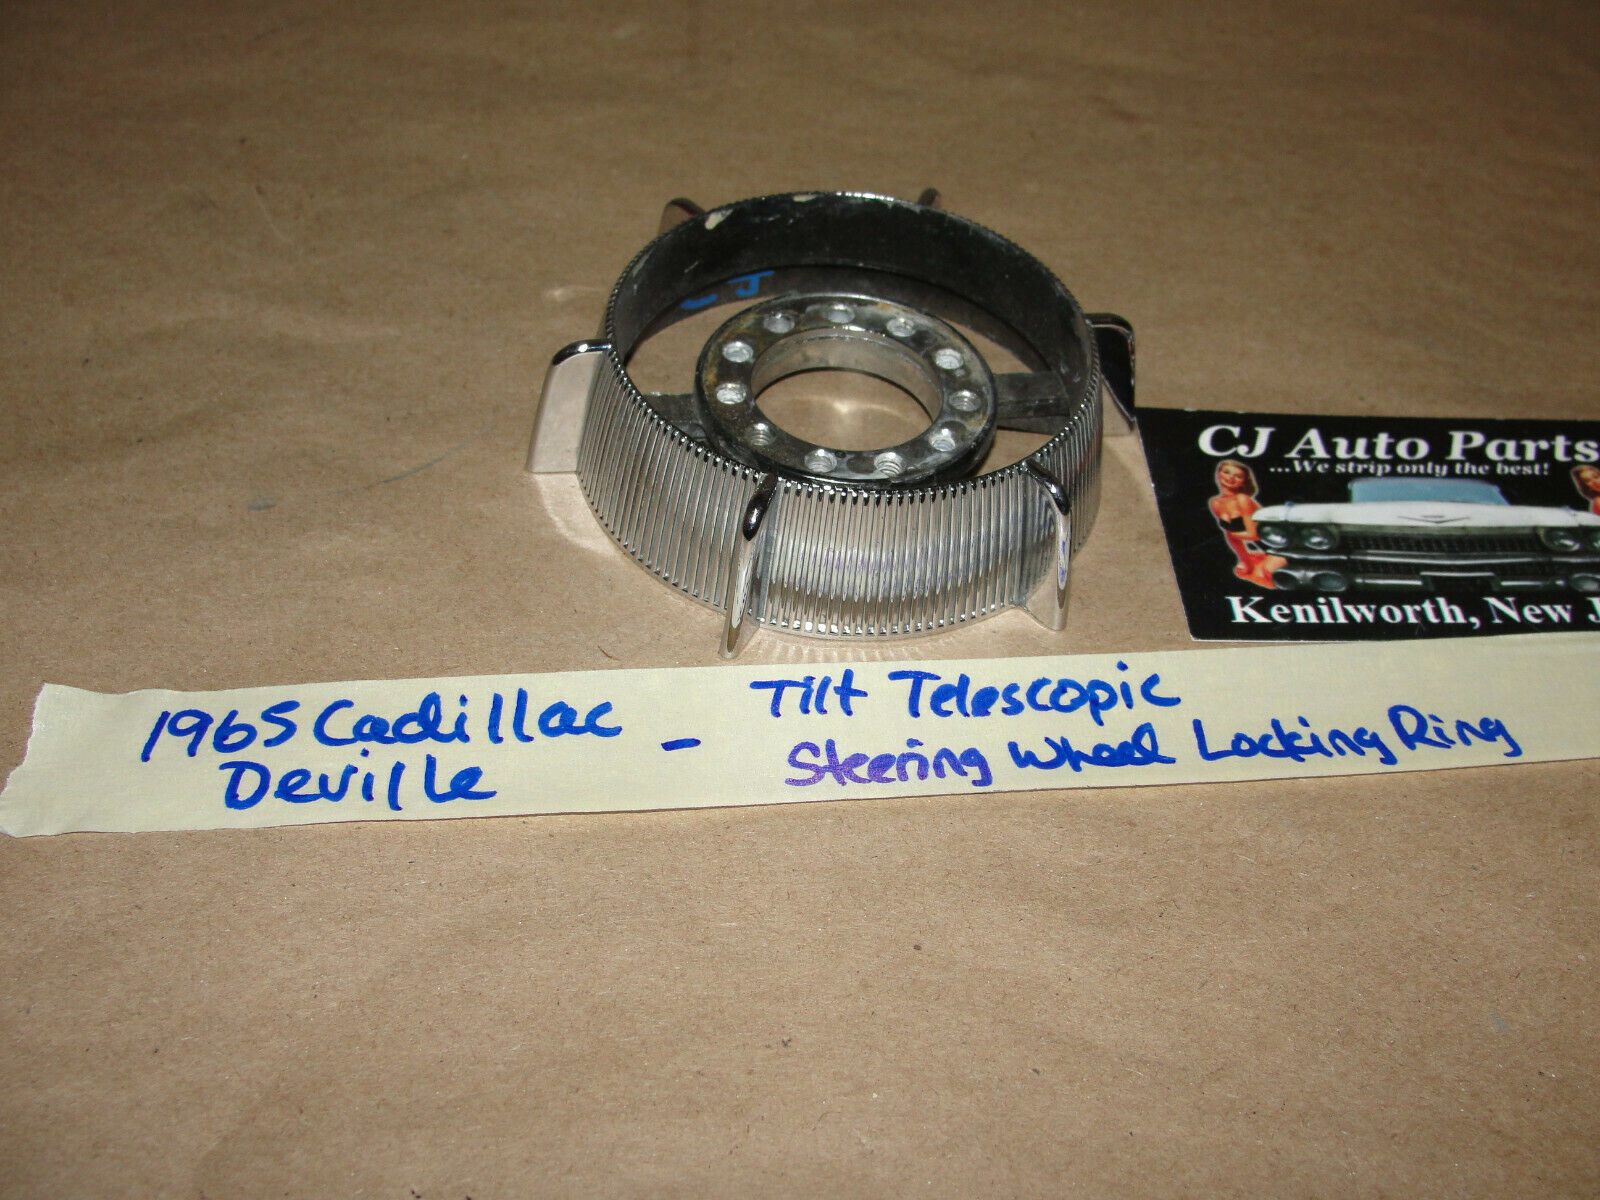 CJ
CJ Auto Parts
...We strip only the best!
Kenilworth, New J
1965 Cadillac
Deville
- Tilt Telescopic
Steering Wheel Locking Ring